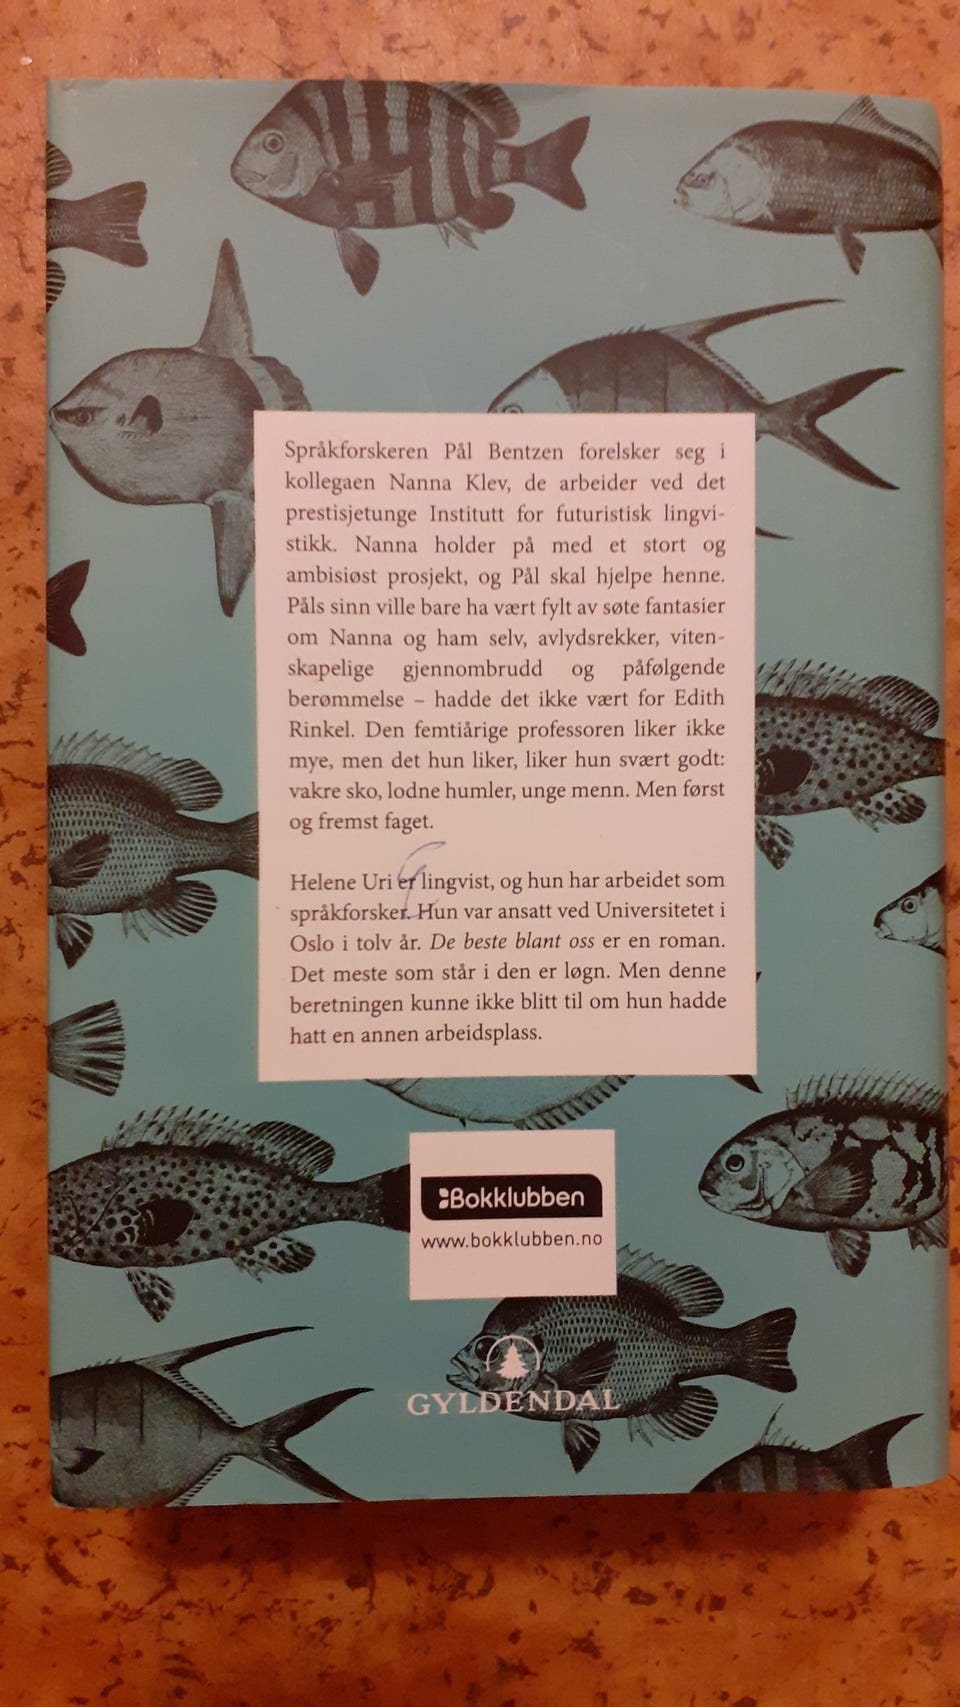 Språkforskeren Pål Bentzen forelsker seg i
kollegaen Nanna Klev, de arbeider ved det
prestisjetunge Institutt for futuristisk lingvi-
stikk. Nanna holder på med et stort og
ambisiøst prosjekt, og Pål skal hjelpe henne.
Påls sinn ville bare ha vært fylt av søte fantasier
om Nanna og ham selv, avlydsrekker, viten-
skapelige gjennombrudd og påfølgende
berømmelse – hadde det ikke vært for Edith
Rinkel. Den femtiårige professoren liker ikke
mye, men det hun liker, liker hun svært godt:
vakre sko, lodne humler, unge menn. Men først
og fremst faget.
Helene Uri er lingvist, og hun har arbeidet som
språkforsker. Hun var ansatt ved Universitetet i
Oslo i tolv år. De beste blant oss er en roman.
Det meste som står i den er løgn. Men denne
beretningen kunne ikke blitt til om hun hadde
hatt en annen arbeidsplass.
Bokklubben
www.bokklubben.no
GYLDENDAL